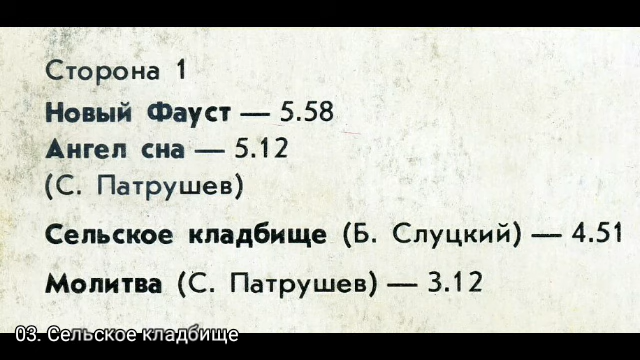 Сторона 1
Новый Фауст — 5.58
Ангел сна — 5.12
(С. Патрушев)
Сельское кладбище (Б. Слуцкий) — 4.51
Молитва (С. Патрушев) — 3.12
03. Сельское кладбище